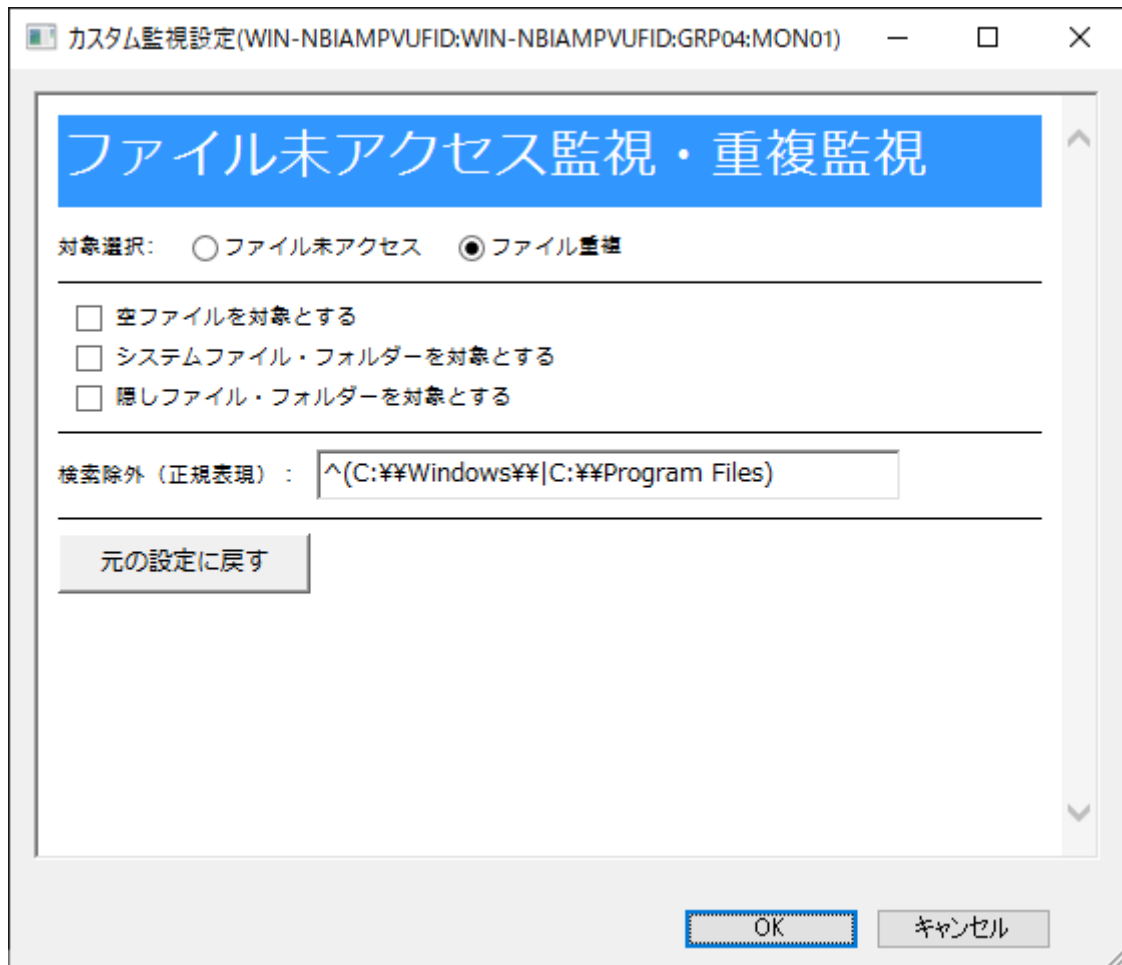 カスタム監視設定(WIN-NBIAMPVUFID:WIN-NBIAMPVUFID:GRP04:MON01)
ファイル未アクセス監視・重複監視
対象選択: ファイル未アクセス ファイル重複
空ファイルを対象とする
システムファイル・フォルダーを対象とする
隠しファイル・フォルダーを対象とする
検索除外（正規表現）: ^(C:¥¥Windows¥¥|C:¥¥Program Files)
元の設定に戻す
OK キャンセル